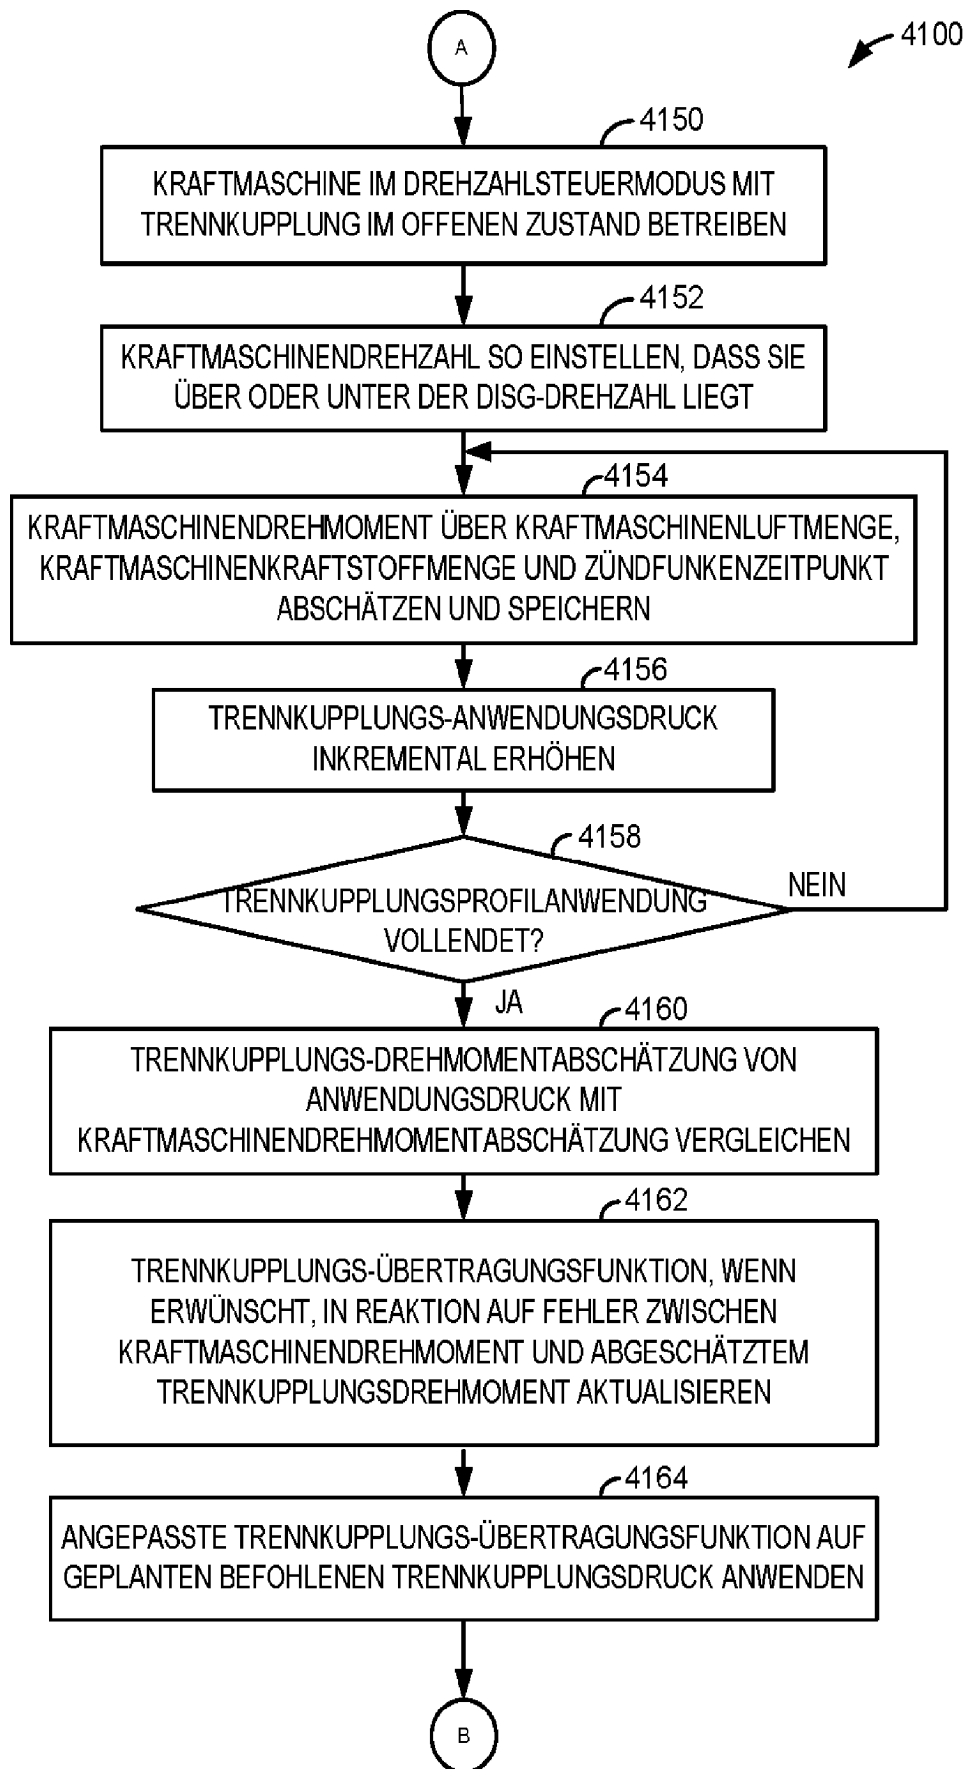 A
4100
4150
KRAFTMASCHINE IM DREHZAHLSTEUERMODUS MIT
TRENNKUPPLUNG IM OFFENEN ZUSTAND BETREIBEN
4152
KRAFTMASCHINENDREHZAHL SO EINSTELLEN, DASS SIE
ÜBER ODER UNTER DER DISG-DREHZAHL LIEGT
4154
KRAFTMASCHINENDREHMOMENT ÜBER KRAFTMASCHINENLUFTMENGE,
KRAFTMASCHINENKRAFTSTOFFMENGE UND ZÜNDFUNKENZEITPUNKT
ABSCHÄTZEN UND SPEICHERN
4156
TRENNKUPPLUNGS-ANWENDUNGSDRUCK
INKREMENTAL ERHÖHEN
4158
TRENNKUPPLUNGSPROFILANWENDUNG
VOLLENDET?
NEIN
JA
4160
TRENNKUPPLUNGS-DREHMOMENTABSCHÄTZUNG VON
ANWENDUNGSDRUCK MIT
KRAFTMASCHINENDREHMOMENTABSCHÄTZUNG VERGLEICHEN
4162
TRENNKUPPLUNGS-ÜBERTRAGUNGSFUNKTION, WENN
ERWÜNSCHT, IN REAKTION AUF FEHLER ZWISCHEN
KRAFTMASCHINENDREHMOMENT UND ABGESCHÄTZTEM
TRENNKUPPLUNGSDREHMOMENT AKTUALISIEREN
4164
ANGEPASSTE TRENNKUPPLUNGS-ÜBERTRAGUNGSFUNKTION AUF
GEPLANTEN BEFOHLENEN TRENNKUPPLUNGSDRUCK ANWENDEN
B